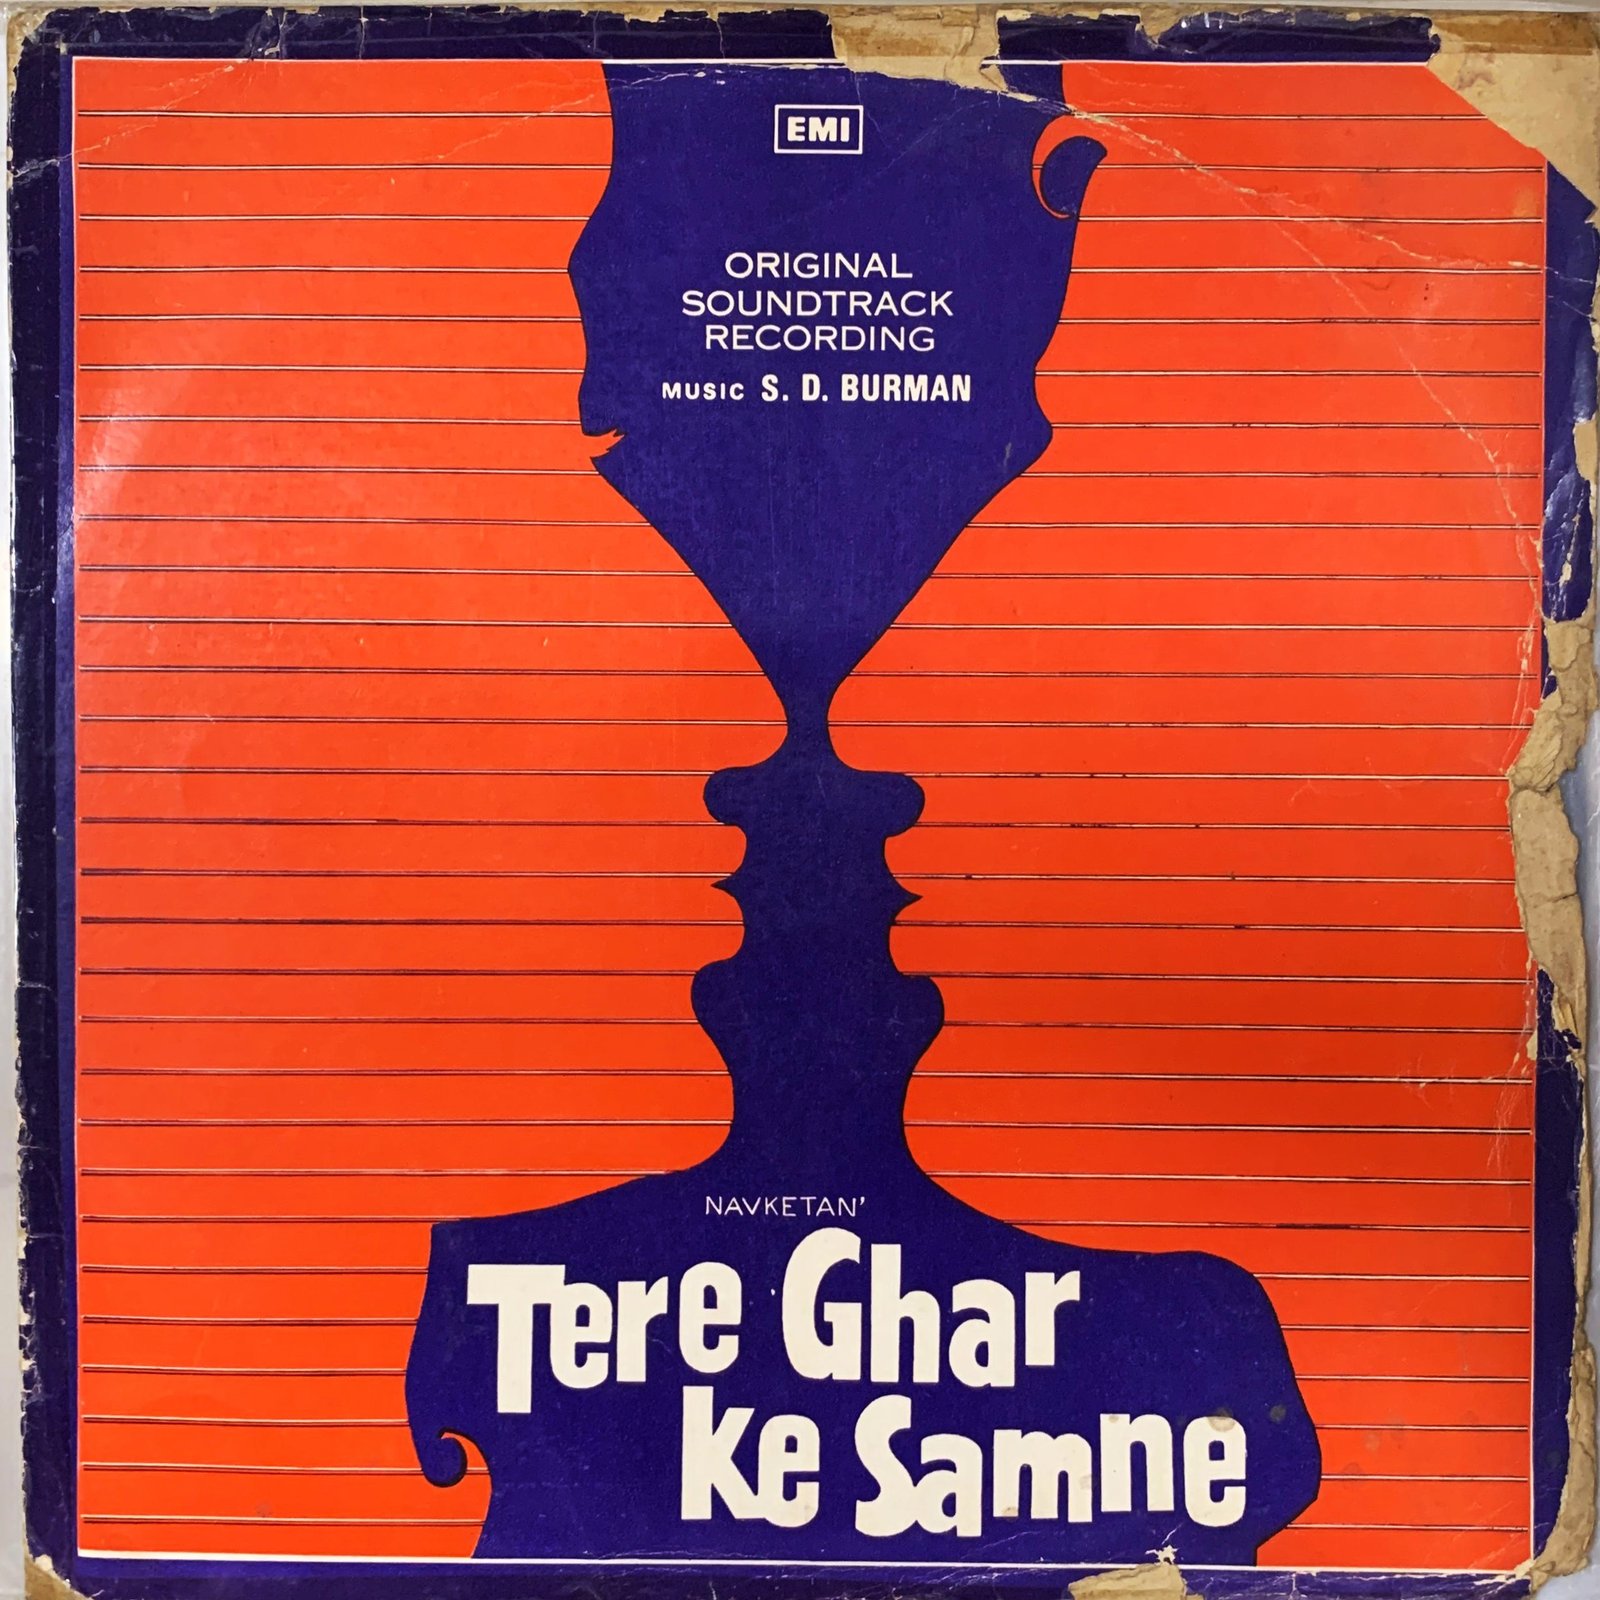 EMI
ORIGINAL
SOUNDTRACK
RECORDING
MUSIC S. D. BURMAN
NAVKETAN'
Tere Ghar
ke Samne